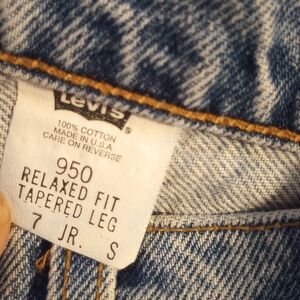 Levi's
®
100% COTTON
MADE IN U.S.A.
CARE ON REVERSE
950
RELAXED FIT
TAPERED LEG
7 JR. S